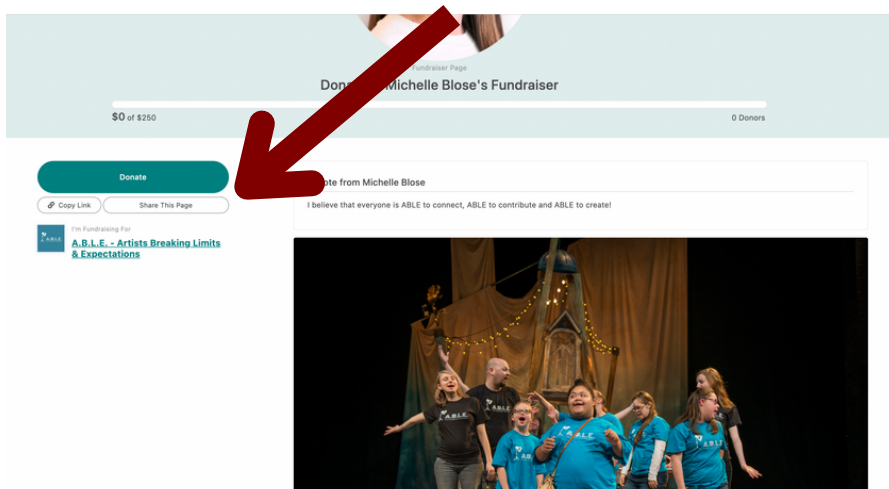 Fundraiser Page
Don Michelle Blose's Fundraiser
$0 of $250
0 Donors
Donate
Copy Link
Share This Page
ote from Michelle Blose
I believe that everyone is ABLE to connect, ABLE to contribute and ABLE to create!
I'm Fundraising For
A.B.L.E. - Artists Breaking Limits
& Expectations
A.B.L.E.
A.B.L.E.
A.B.L.E.
A.B.L.E.